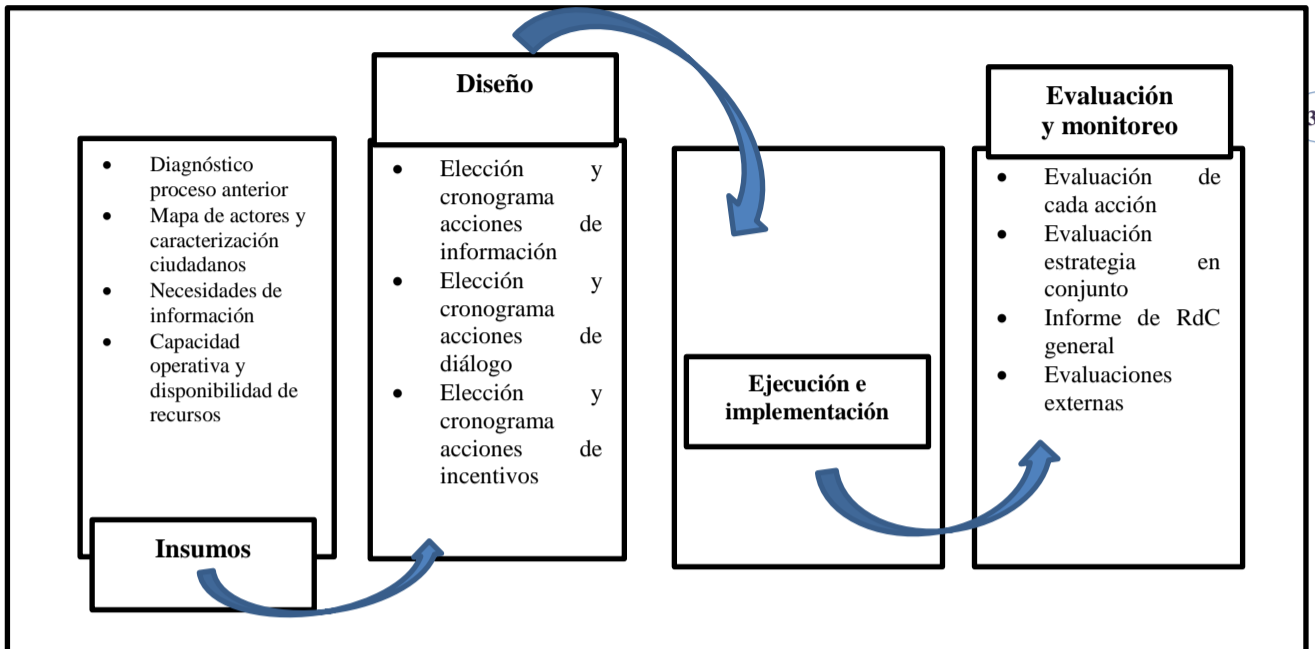 Insumos
• Diagnóstico
proceso anterior
• Mapa de actores y
caracterización
ciudadanos
• Necesidades de
información
• Capacidad
operativa y
disponibilidad de
recursos
Diseño
• Elección y
cronograma
acciones de
información
• Elección y
cronograma
acciones de
diálogo
• Elección y
cronograma
acciones de
incentivos
Ejecución e
implementación
Evaluación
y monitoreo
• Evaluación de
cada acción
• Evaluación
estrategia en
conjunto
• Informe de RdC
general
• Evaluaciones
externas